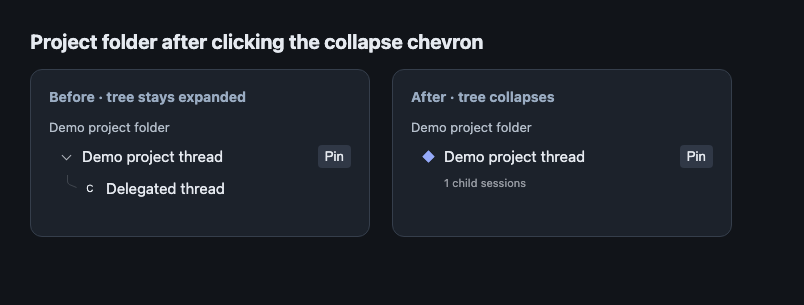 Project folder after clicking the collapse chevron
Before · tree stays expanded
Demo project folder
Demo project thread Pin
C Delegated thread
After · tree collapses
Demo project folder
Demo project thread Pin
1 child sessions